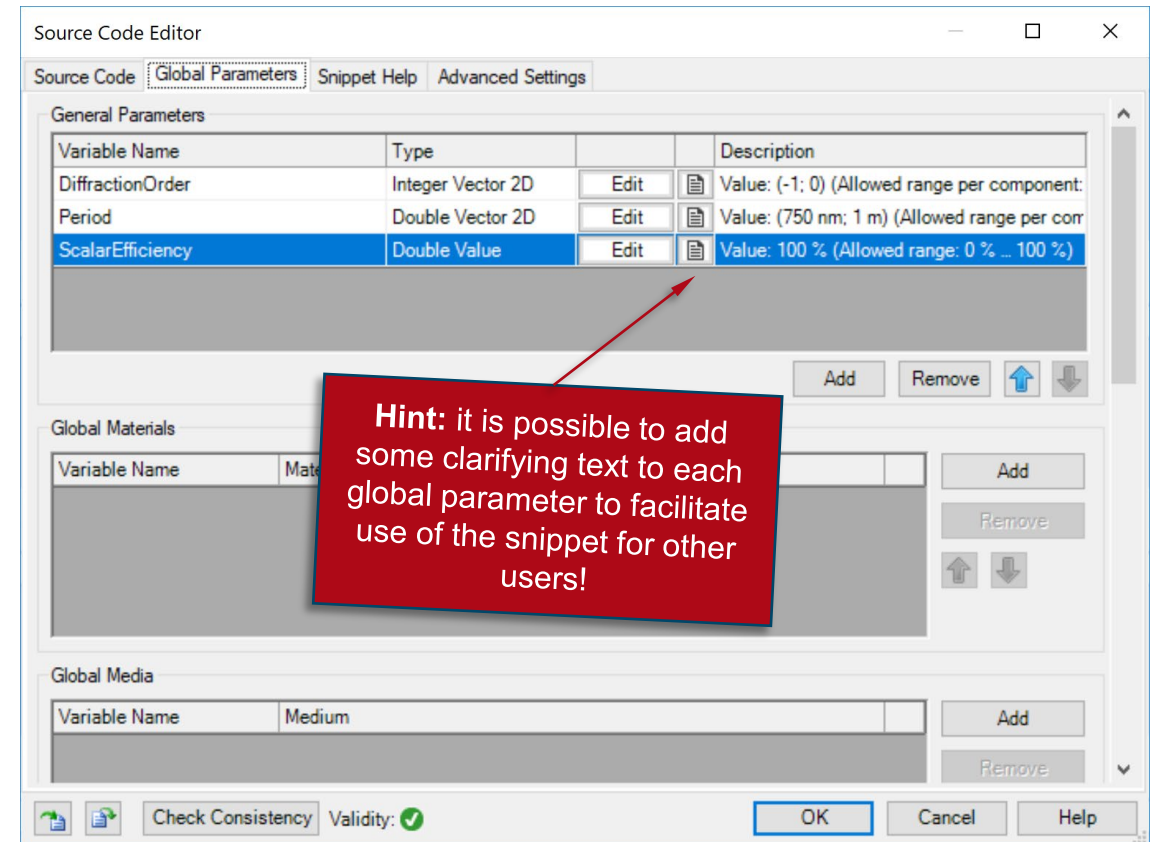 Source Code Editor
Source Code Global Parameters Snippet Help Advanced Settings
General Parameters
Variable Name Type Description
DiffractionOrder Integer Vector 2D Edit Value: (-1; 0) (Allowed range per component:
Period Double Vector 2D Edit Value: (750 nm; 1 m) (Allowed range per com
ScalarEfficiency Double Value Edit Value: 100 % (Allowed range: 0 % ... 100 %)
Add Remove
Hint: it is possible to add
some clarifying text to each
global parameter to facilitate
use of the snippet for other
users!
Global Materials
Variable Name Mate
Add
Remove
Global Media
Variable Name Medium
Add
Remove
Check Consistency Validity: OK Cancel Help